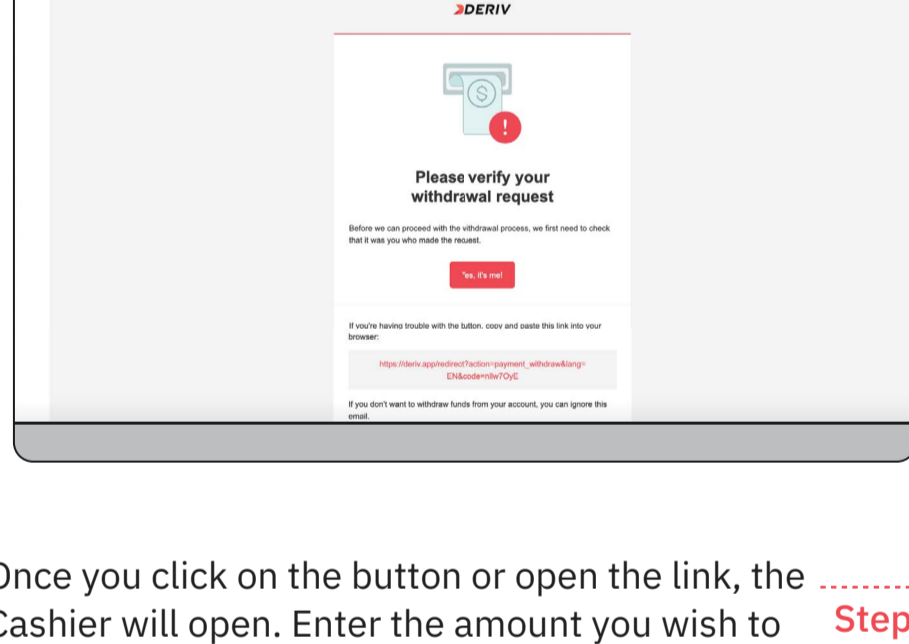 DERIV
$
!
Please verify your
withdrawal request
Before we can proceed with the withdrawal process, we first need to check
that it was you who made the request.
Yes, it's me!
If you're having trouble with the button, copy and paste this link into your
browser:
https://deriv.app/redirect?action=payment_withdraw&lang=
EN&code=nllw7OyE
If you don't want to withdraw funds from your account, you can ignore this
email.
Once you click on the button or open the link, the
Cashier will open. Enter the amount you wish to
Step